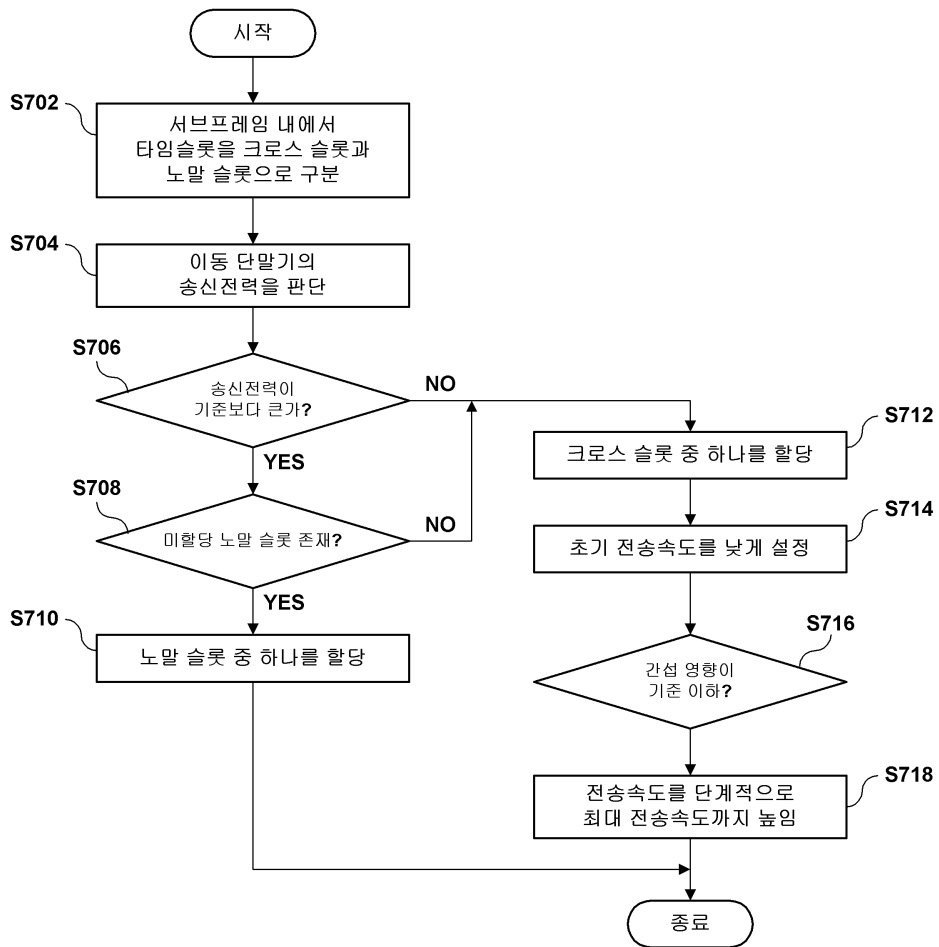 시작
S702
서브프레임 내에서
타임슬롯을 크로스 슬롯과
노말 슬롯으로 구분
S704
이동 단말기의
송신전력을 판단
S706
송신전력이
기준보다 큰가?
NO
YES
S708
미할당 노말 슬롯 존재?
NO
YES
S710
노말 슬롯 중 하나를 할당
S712
크로스 슬롯 중 하나를 할당
S714
초기 전송속도를 낮게 설정
S716
간섭 영향이
기준 이하?
S718
전송속도를 단계적으로
최대 전송속도까지 높임
종료